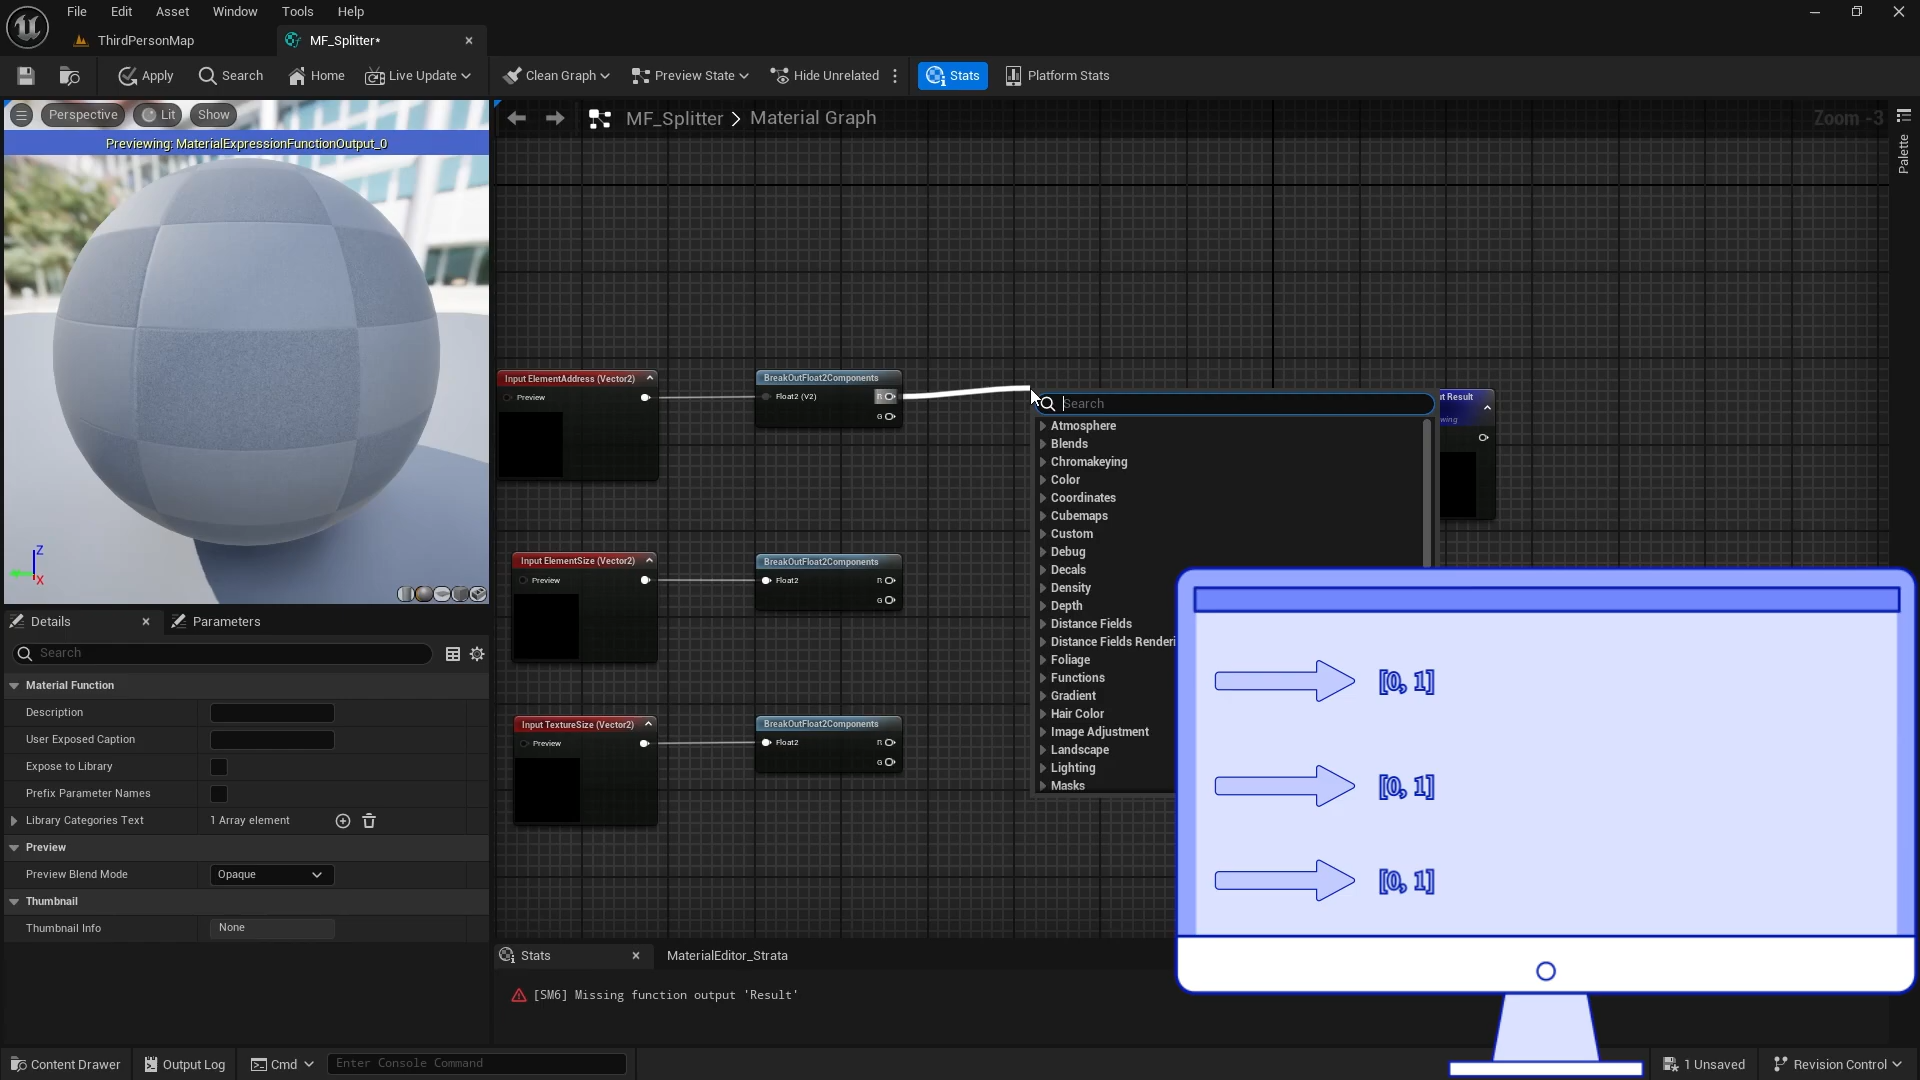 File Edit Asset Window Tools Help
ThirdPersonMap
MF_Splitter*
Apply Search Home Live Update Clean Graph Preview State Hide Unrelated Stats Platform Stats
Perspective Lit Show
Previewing: MaterialExpressionFunctionOutput_0
MF_Splitter > Material Graph
Zoom -3
Palette
Input ElementAddress (Vector2)
Preview
BreakOutFloat2Components
Float2 (V2) R
G
Input ElementSize (Vector2)
Preview
BreakOutFloat2Components
Float2 R
G
Input TextureSize (Vector2)
Preview
BreakOutFloat2Components
Float2 R
G
Search
Atmosphere
Blends
Chromakeying
Color
Coordinates
Cubemaps
Custom
Debug
Decals
Density
Depth
Distance Fields
Distance Fields Renderi
Foliage
Functions
Gradient
Hair Color
Image Adjustment
Landscape
Lighting
Masks
t Result
wing
[0, 1]
[0, 1]
[0, 1]
Z
X
Details
Parameters
Search
Material Function
Description
User Exposed Caption
Expose to Library
Prefix Parameter Names
Library Categories Text 1 Array element
Preview
Preview Blend Mode Opaque
Thumbnail
Thumbnail Info None
Stats
MaterialEditor_Strata
[SM6] Missing function output 'Result'
Content Drawer Output Log Cmd Enter Console Command 1 Unsaved Revision Control